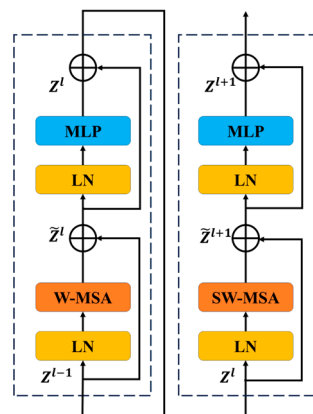 Z^l
MLP
LN
Z̃^l
W-MSA
LN
Z^{l-1}
Z^{l+1}
MLP
LN
Z̃^{l+1}
SW-MSA
LN
Z^l